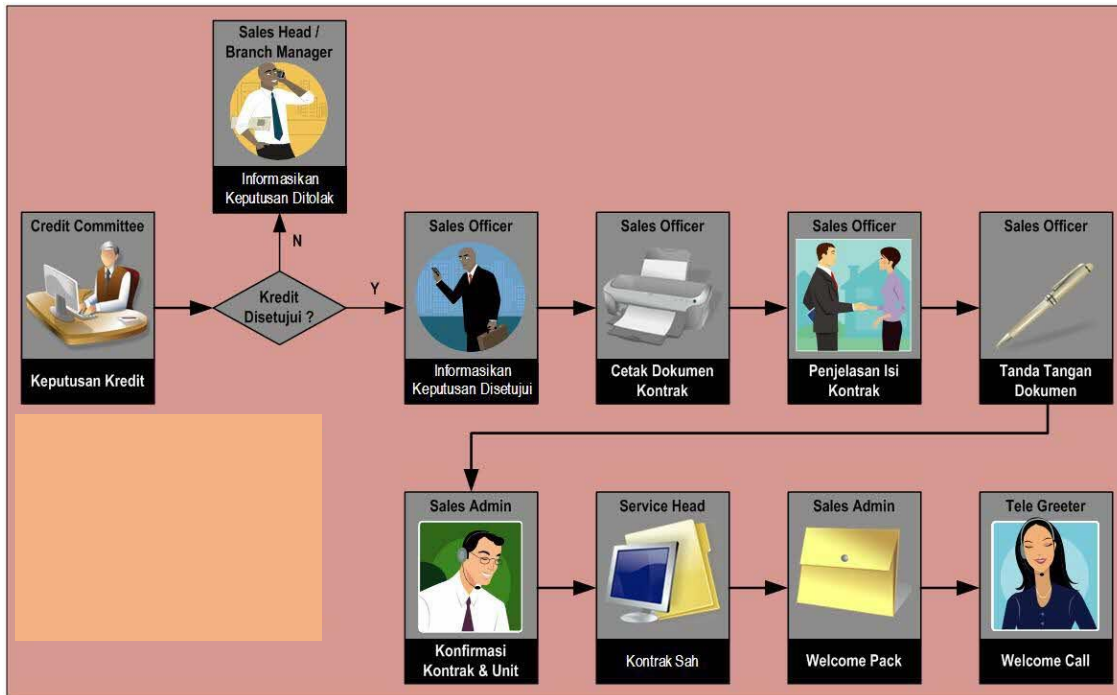 Sales Head /
Branch Manager
Informasikan
Keputusan Ditolak
Credit Committee
Keputusan Kredit
N
Kredit
Disetujui ?
Y
Sales Officer
Informasikan
Keputusan Disetujui
Sales Officer
Cetak Dokumen
Kontrak
Sales Officer
Penjelasan Isi
Kontrak
Sales Officer
Tanda Tangan
Dokumen
Sales Admin
Konfirmasi
Kontrak & Unit
Service Head
Kontrak Sah
Sales Admin
Welcome Pack
Tele Greeter
Welcome Call